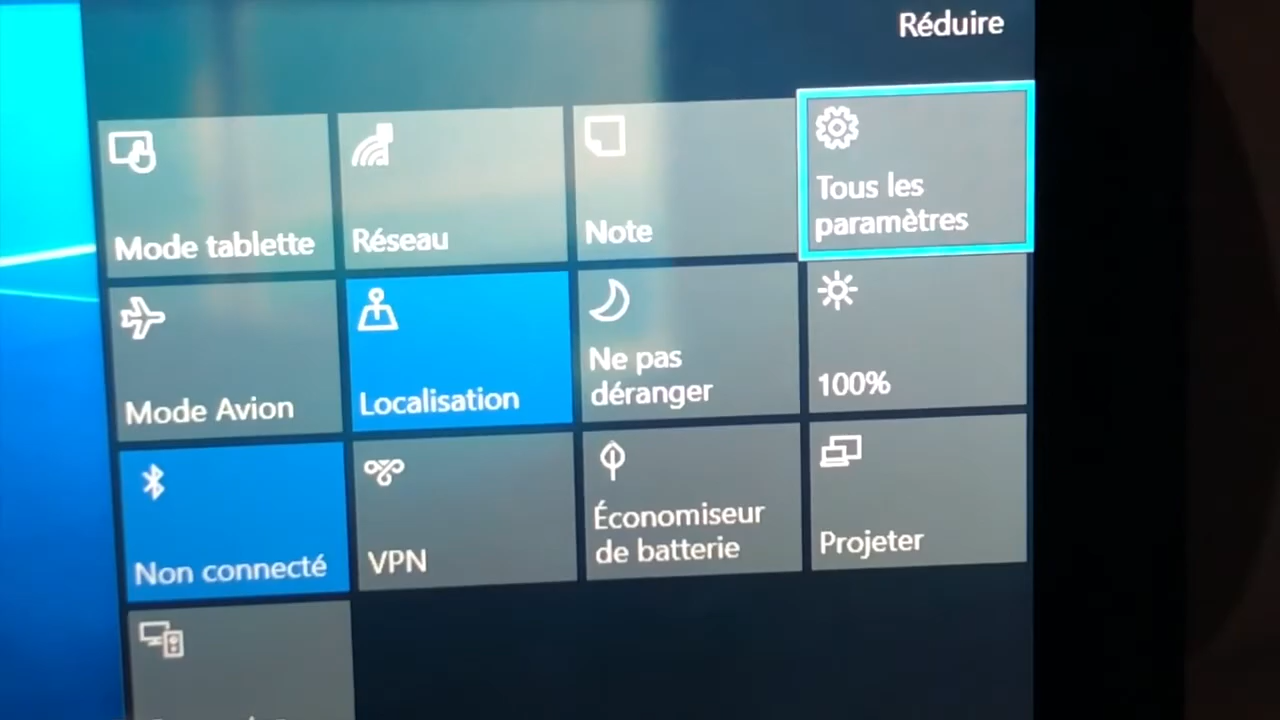 Réduire
Mode tablette
Réseau
Note
Tous les
paramètres
Mode Avion
Localisation
Ne pas
déranger
100%
Non connecté
VPN
Économiseur
de batterie
Projeter